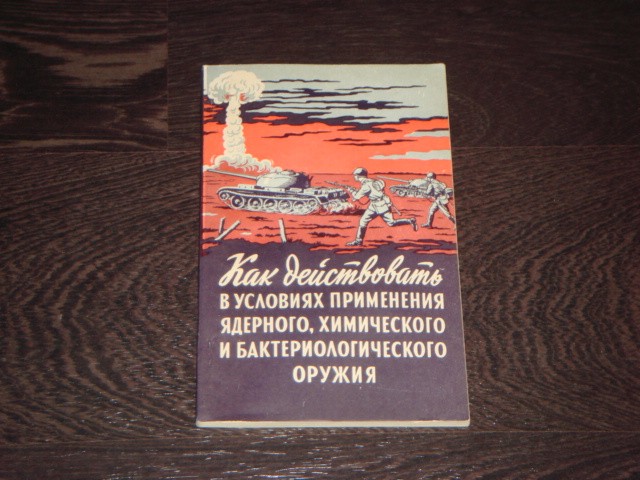 Как действовать
В УСЛОВИЯХ ПРИМЕНЕНИЯ
ЯДЕРНОГО, ХИМИЧЕСКОГО
И БАКТЕРИОЛОГИЧЕСКОГО
ОРУЖИЯ